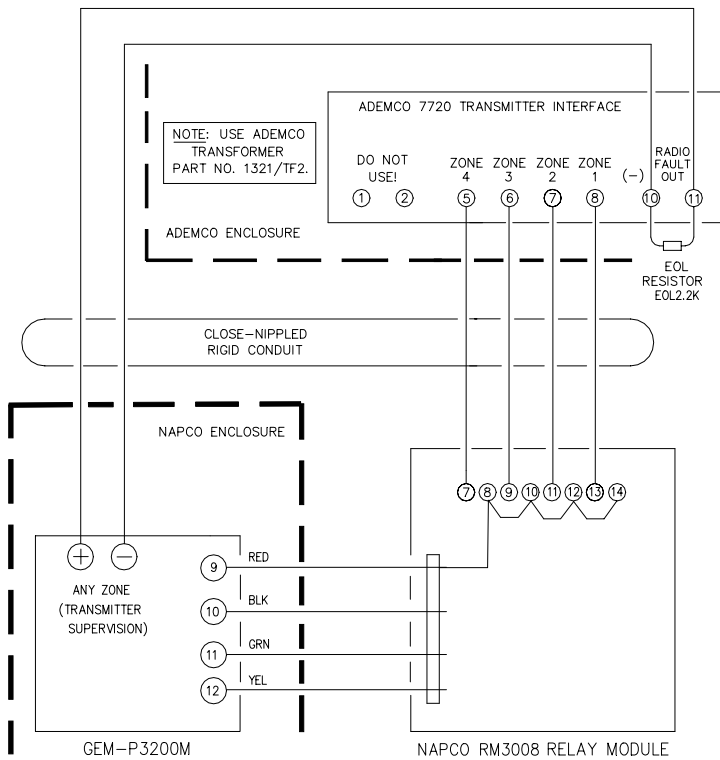 ADEMCO 7720 TRANSMITTER INTERFACE
NOTE: USE ADEMCO
TRANSFORMER
PART NO. 1321/TF2.
DO NOT
USE!
ZONE
4
ZONE
3
ZONE
2
ZONE
1
(–)
RADIO
FAULT
OUT
1 2 5 6 7 8 10 11
ADEMCO ENCLOSURE
EOL
RESISTOR
EOL2.2K
CLOSE–NIPPLED
RIGID CONDUIT
NAPCO ENCLOSURE
7 8 9 10 11 12 13 14
+ –
ANY ZONE
(TRANSMITTER
SUPERVISION)
9 RED
10 BLK
11 GRN
12 YEL
GEM–P3200M
NAPCO RM3008 RELAY MODULE